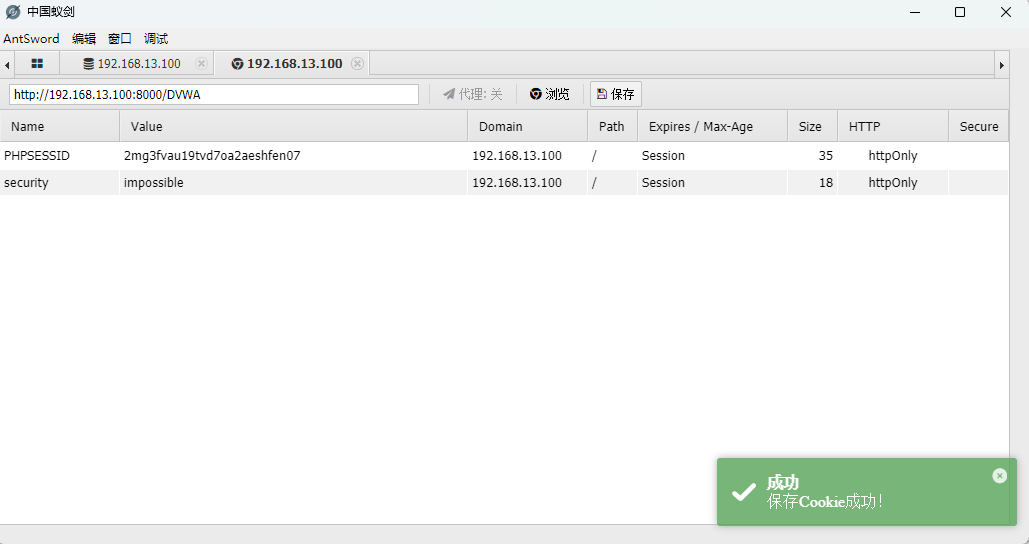 中国蚁剑
AntSword 编辑 窗口 调试
192.168.13.100 192.168.13.100
http://192.168.13.100:8000/DVWA 代理: 关 浏览 保存
Name Value Domain Path Expires / Max-Age Size HTTP Secure
PHPSESSID 2mg3fvau19tvd7oa2aeshfen07 192.168.13.100 / Session 35 httpOnly
security impossible 192.168.13.100 / Session 18 httpOnly
成功
保存Cookie成功!